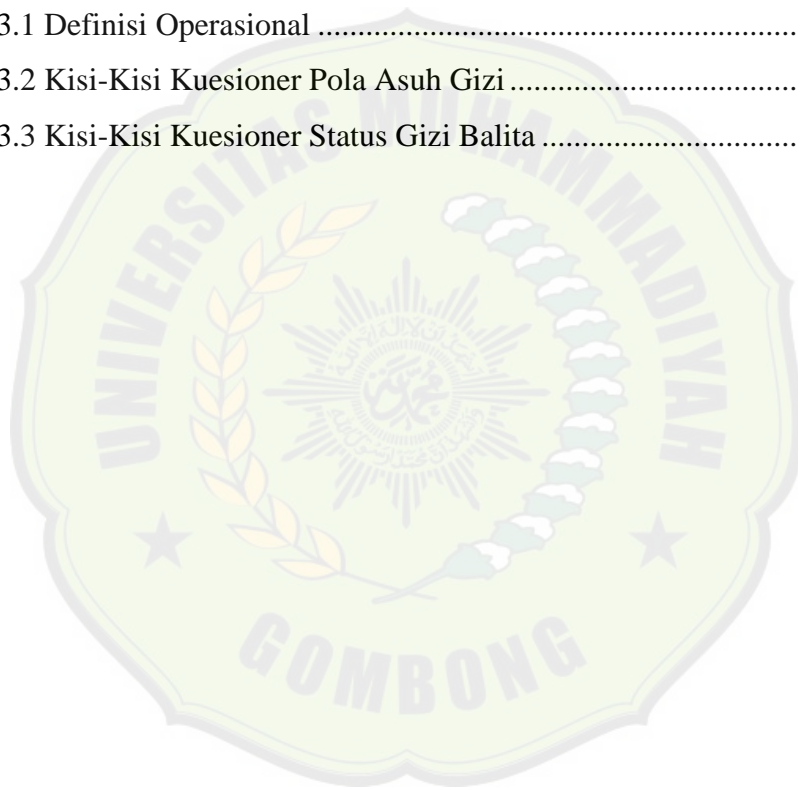 3.1 Definisi Operasional ............................................................
3.2 Kisi-Kisi Kuesioner Pola Asuh Gizi ....................................
3.3 Kisi-Kisi Kuesioner Status Gizi Balita ................................
UNIVERSITAS MUHAMMADIYAH
GOMBONG